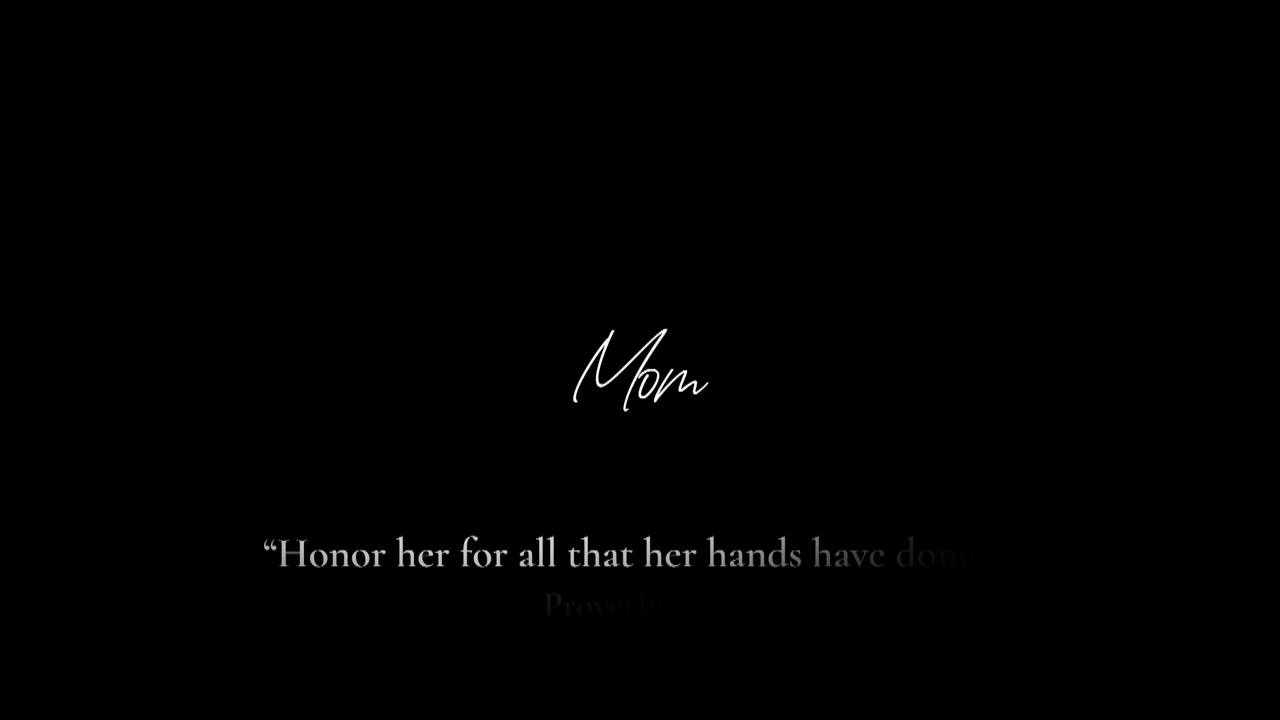 Mom
“Honor her for all that her hands have done
Proverbs